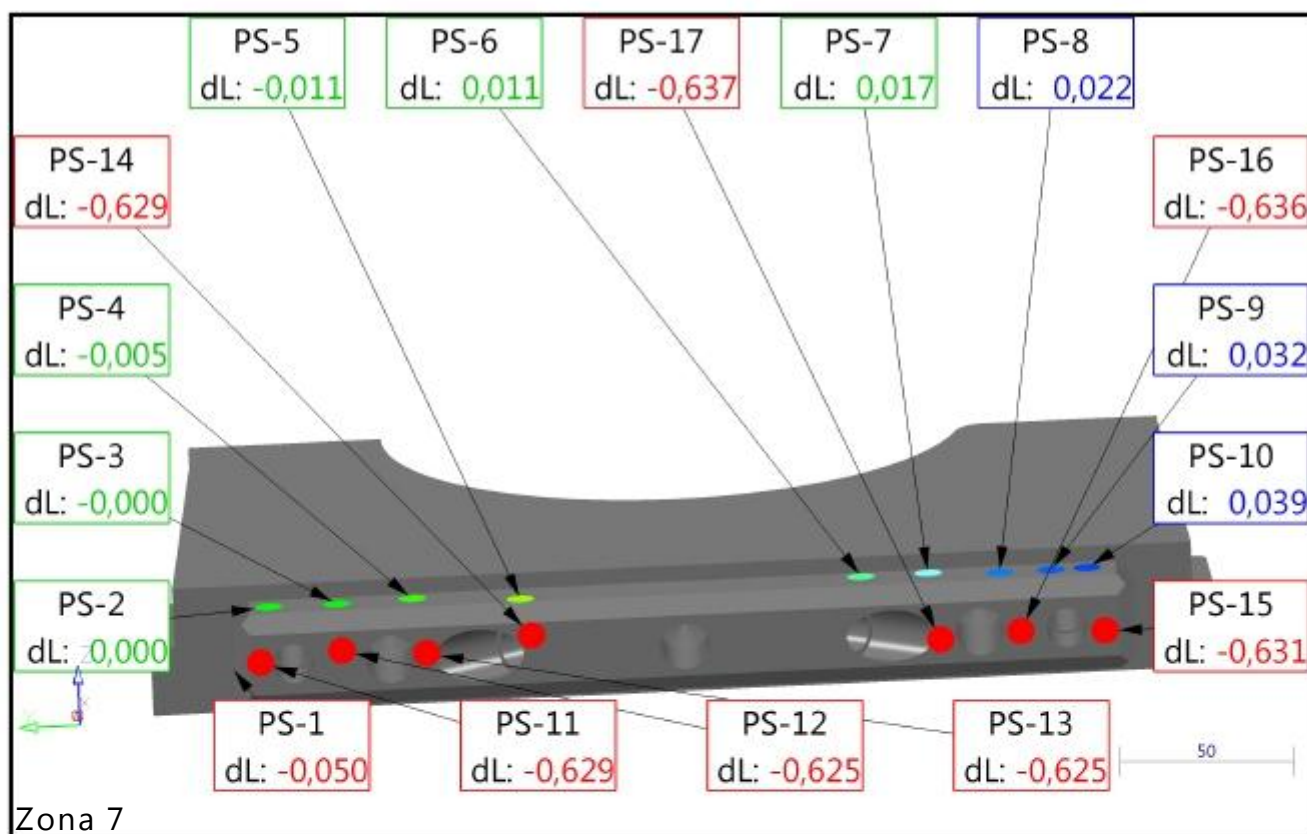 PS-5
dL: -0,011
PS-6
dL: 0,011
PS-17
dL: -0,637
PS-7
dL: 0,017
PS-8
dL: 0,022
PS-14
dL: -0,629
PS-16
dL: -0,636
PS-4
dL: -0,005
PS-9
dL: 0,032
PS-3
dL: -0,000
PS-10
dL: 0,039
PS-2
dL: 0,000
PS-15
dL: -0,631
PS-1
dL: -0,050
PS-11
dL: -0,629
PS-12
dL: -0,625
PS-13
dL: -0,625
50
Zona 7